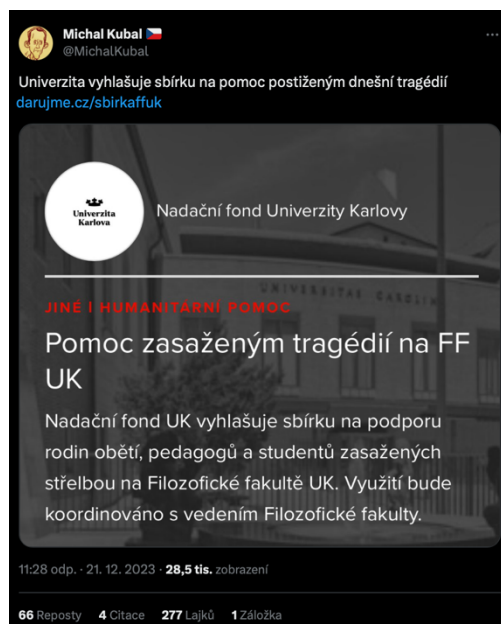 Michal Kubal 🇨🇿
@MichalKubal
Univerzita vyhlašuje sbírku na pomoc postiženým dnešní tragédií
darujme.cz/sbirkaffuk
Univerzita
Karlova
Nadační fond Univerzity Karlovy
UNIVERSITAS CAROLIN
JINÉ | HUMANITÁRNÍ POMOC
Pomoc zasaženým tragédií na FF
UK
Nadační fond UK vyhlašuje sbírku na podporu
rodin obětí, pedagogů a studentů zasažených
střelbou na Filozofické fakultě UK. Využití bude
koordinováno s vedením Filozofické fakulty.
11:28 odp. · 21. 12. 2023 · 28,5 tis. zobrazení
66 Reposty 4 Citace 277 Lajků 1 Záložka